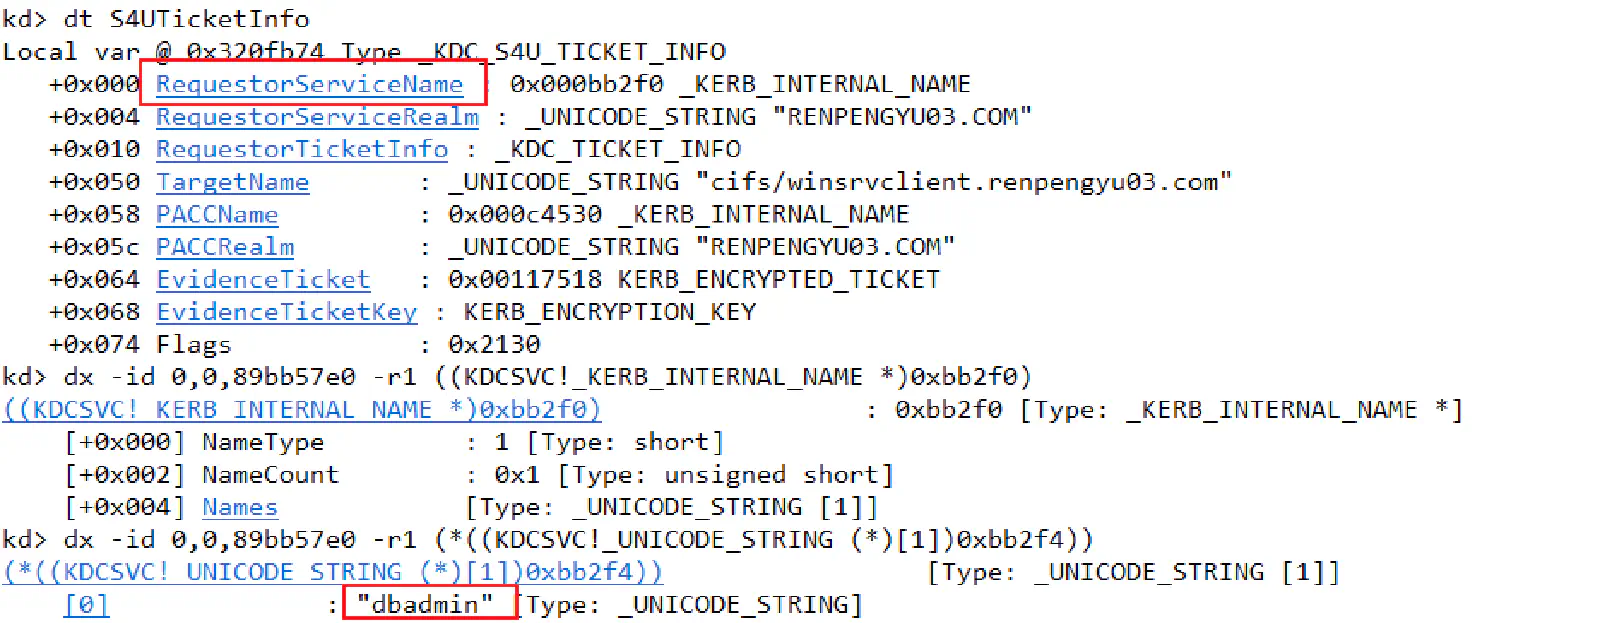 kd> dt S4UTicketInfo
Local var @ 0x320fb74 Type _KDC_S4U_TICKET_INFO
+0x000 RequestorServiceName : 0x000bb2f0 _KERB_INTERNAL_NAME
+0x004 RequestorServiceRealm : _UNICODE_STRING "RENPENGYU03.COM"
+0x010 RequestorTicketInfo : _KDC_TICKET_INFO
+0x050 TargetName : _UNICODE_STRING "cifs/winsrvclient.renpengyu03.com"
+0x058 PACCName : 0x000c4530 _KERB_INTERNAL_NAME
+0x05c PACCRealm : _UNICODE_STRING "RENPENGYU03.COM"
+0x064 EvidenceTicket : 0x00117518 KERB_ENCRYPTED_TICKET
+0x068 EvidenceTicketKey : KERB_ENCRYPTION_KEY
+0x074 Flags : 0x2130
kd> dx -id 0,0,89bb57e0 -r1 ((KDCSVC!_KERB_INTERNAL_NAME *)0xbb2f0)
((KDCSVC!_KERB_INTERNAL_NAME *)0xbb2f0) : 0xbb2f0 [Type: _KERB_INTERNAL_NAME *]
[+0x000] NameType : 1 [Type: short]
[+0x002] NameCount : 0x1 [Type: unsigned short]
[+0x004] Names [Type: _UNICODE_STRING [1]]
kd> dx -id 0,0,89bb57e0 -r1 (*((KDCSVC!_UNICODE_STRING (*)[1])0xbb2f4))
(*((KDCSVC!_UNICODE_STRING (*)[1])0xbb2f4)) [Type: _UNICODE_STRING [1]]
[0] : "dbadmin" [Type: _UNICODE_STRING]